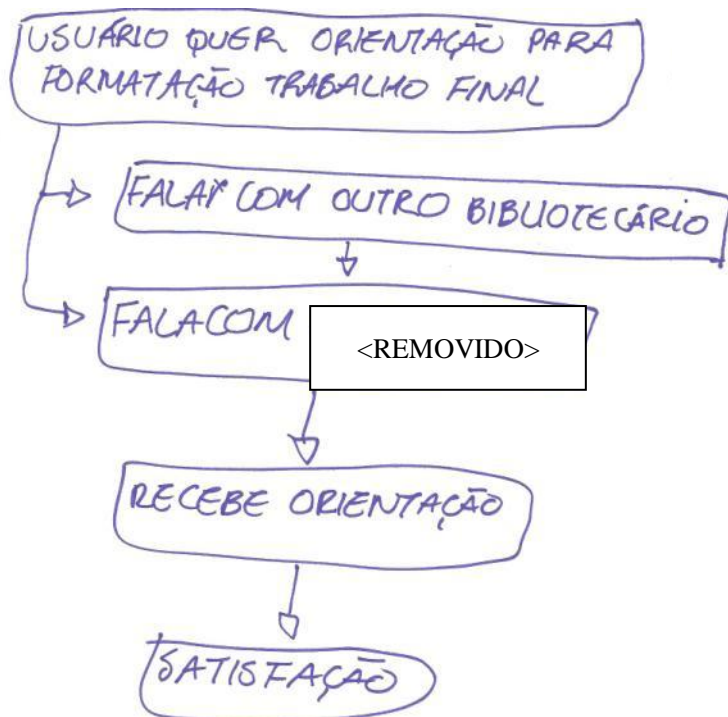 USUÁRIO QUER ORIENTAÇÃO PARA
FORMATAÇÃO TRABALHO FINAL
FALAR COM OUTRO BIBLIOTECÁRIO
FALA COM <REMOVIDO>
RECEBE ORIENTAÇÃO
SATISFAÇÃO